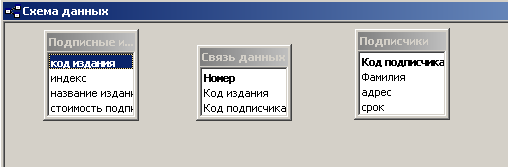 Схема данных
Подписные и...
код издания
индекс
название издани
стоимость подпи
Связь данных
Номер
Код издания
Код подписчика
Подписчики
Код подписчика
Фамилия
адрес
срок